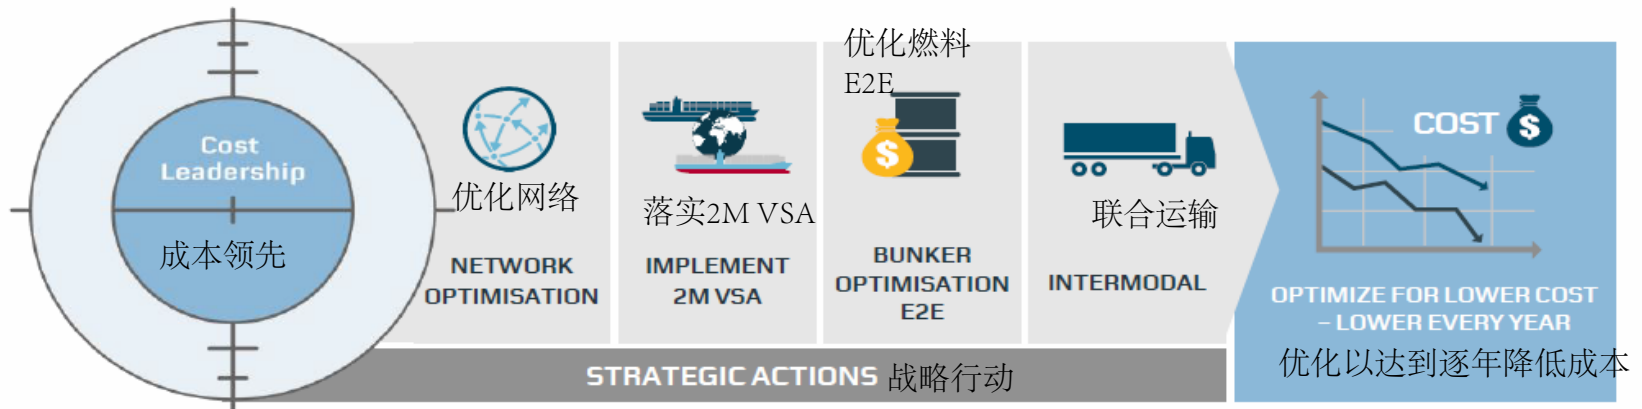 Cost
Leadership
成本领先
优化网络
NETWORK
OPTIMISATION
落实2M VSA
IMPLEMENT
2M VSA
优化燃料
E2E
$
BUNKER
OPTIMISATION
E2E
联合运输
INTERMODAL
COST $
OPTIMIZE FOR LOWER COST
– LOWER EVERY YEAR
优化以达到逐年降低成本
STRATEGIC ACTIONS 战略行动